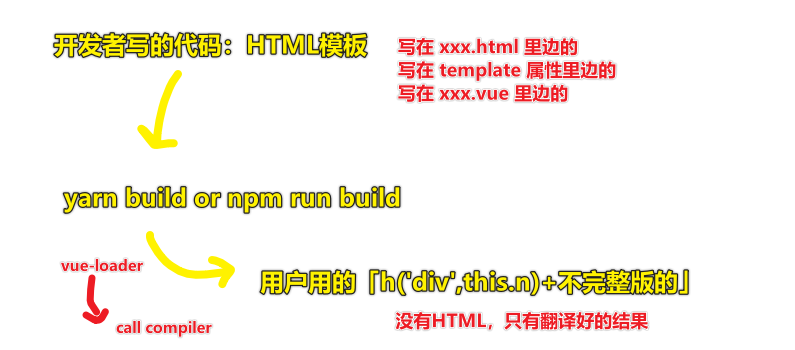 开发者写的代码：HTML模板
写在 xxx.html 里边的
写在 template 属性里边的
写在 xxx.vue 里边的
yarn build or npm run build
vue-loader
call compiler
用户用的「h('div',this.n)+不完整版的」
没有HTML，只有翻译好的结果